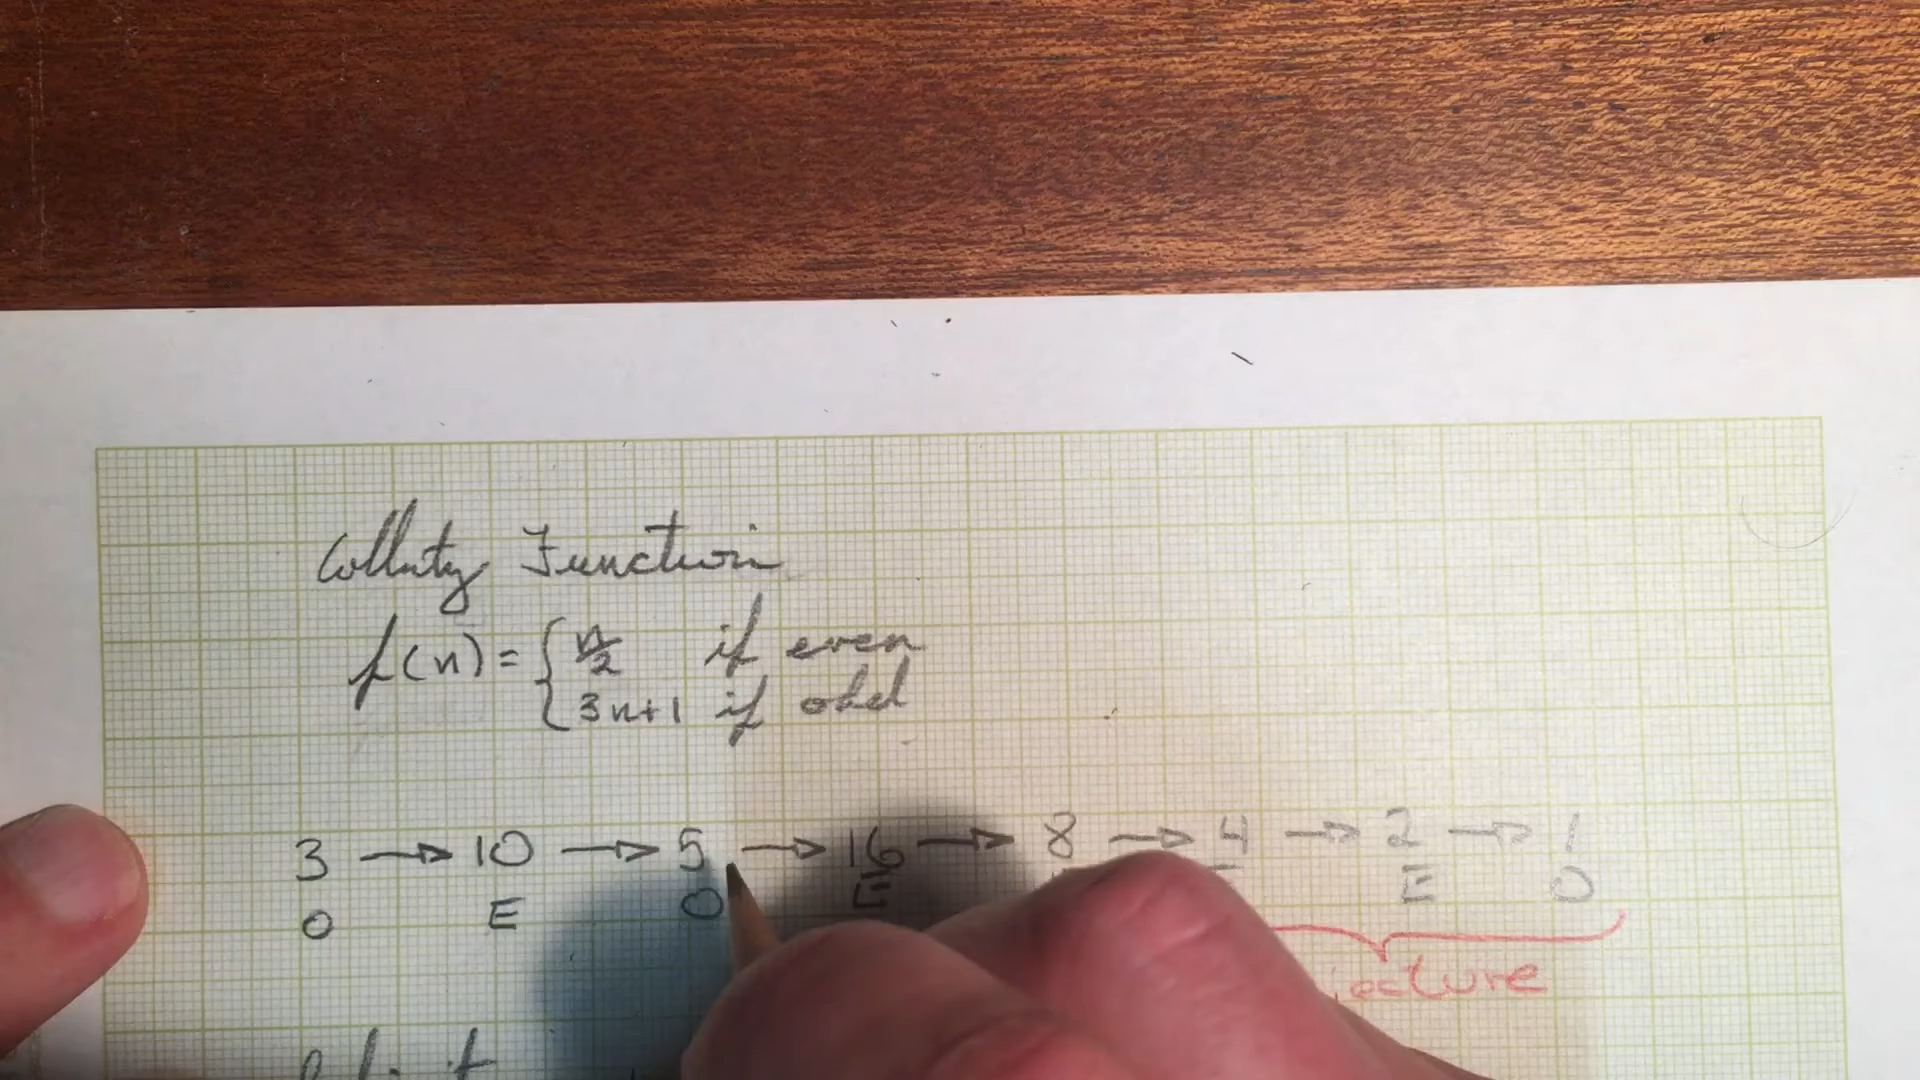 Collatz Function
f(n) = { n/2 if even
3n+1 if odd
3 → 10 → 5 → 16 → 8 → 4 → 2 → 1
O E O E E O